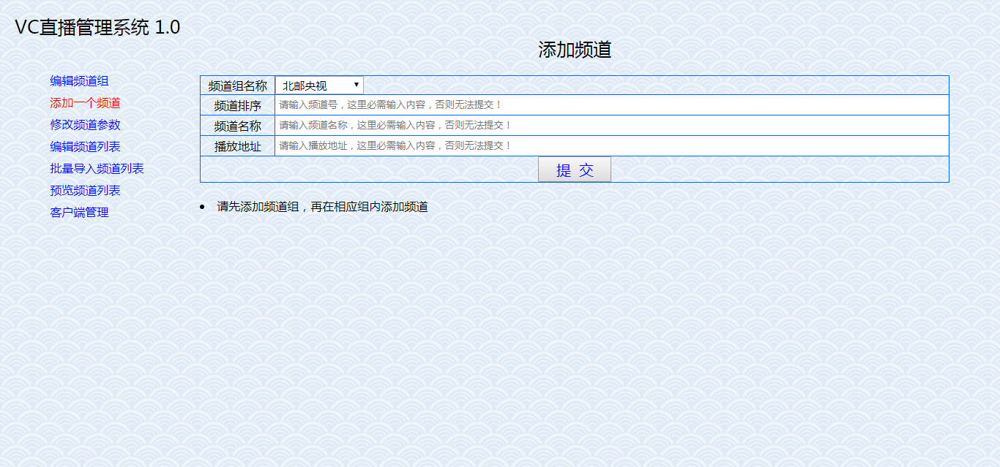 VC直播管理系统 1.0
添加频道
编辑频道组
添加一个频道
修改频道参数
编辑频道列表
批量导入频道列表
预览频道列表
客户端管理
频道组名称 北邮央视
频道排序 请输入频道号，这里必需输入内容，否则无法提交！
频道名称 请输入频道名称，这里必需输入内容，否则无法提交！
播放地址 请输入播放地址，这里必需输入内容，否则无法提交！
提 交
• 请先添加频道组，再在相应组内添加频道